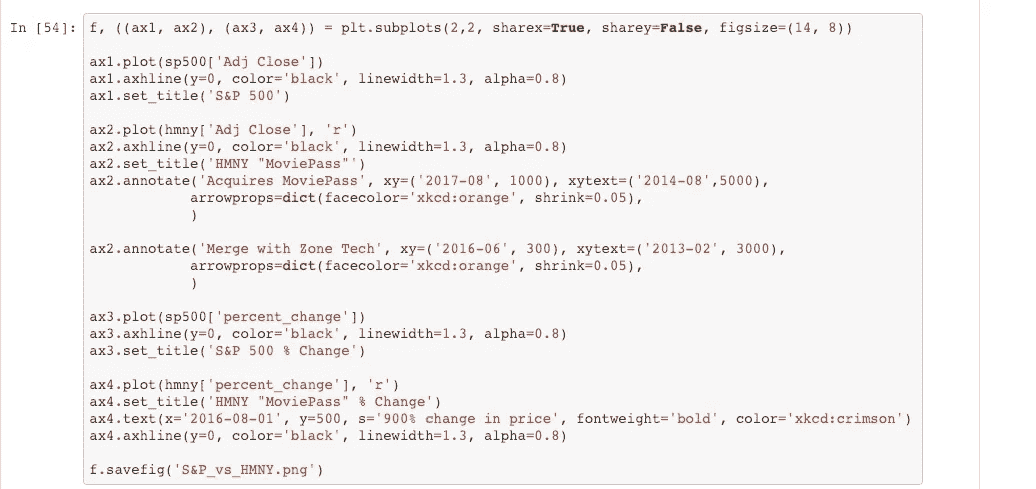 In [54]: f, ((ax1, ax2), (ax3, ax4)) = plt.subplots(2,2, sharex=True, sharey=False, figsize=(14, 8))
ax1.plot(sp500['Adj Close'])
ax1.axhline(y=0, color='black', linewidth=1.3, alpha=0.8)
ax1.set_title('S&P 500')
ax2.plot(hmny['Adj Close'], 'r')
ax2.axhline(y=0, color='black', linewidth=1.3, alpha=0.8)
ax2.set_title('HMNY "MoviePass"')
ax2.annotate('Acquires MoviePass', xy=('2017-08', 1000), xytext=('2014-08',5000),
arrowprops=dict(facecolor='xkcd:orange', shrink=0.05),
)
ax2.annotate('Merge with Zone Tech', xy=('2016-06', 300), xytext=('2013-02', 3000),
arrowprops=dict(facecolor='xkcd:orange', shrink=0.05),
)
ax3.plot(sp500['percent_change'])
ax3.axhline(y=0, color='black', linewidth=1.3, alpha=0.8)
ax3.set_title('S&P 500 % Change')
ax4.plot(hmny['percent_change'], 'r')
ax4.set_title('HMNY "MoviePass" % Change')
ax4.text(x='2016-08-01', y=500, s='900% change in price', fontweight='bold', color='xkcd:crimson')
ax4.axhline(y=0, color='black', linewidth=1.3, alpha=0.8)
f.savefig('S&P_vs_HMNY.png')